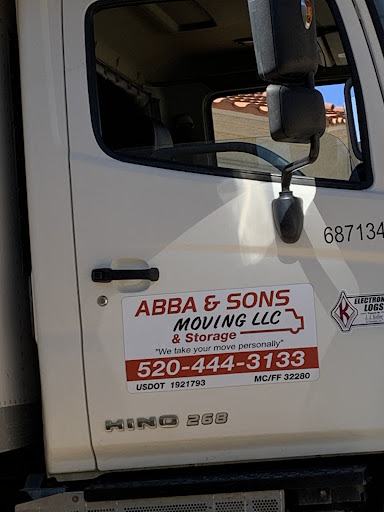 687134
ELECTRONIC
LOGS
K
ABBA & SONS
MOVING LLC
& Storage
"We take your move personally"
520-444-3133
USDOT 1921793
MC/FF 32280
HINO 268